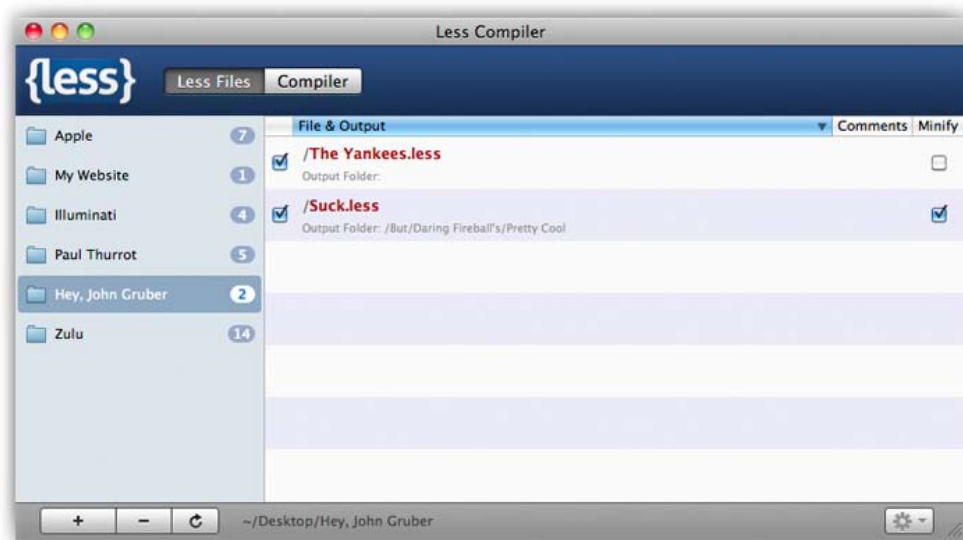 Less Compiler
{less}
Less Files
Compiler
Apple 7
My Website 1
Illuminati 4
Paul Thurrot 5
Hey, John Gruber 2
Zulu 14
File & Output
Comments
Minify
/The Yankees.less
Output Folder:
/Suck.less
Output Folder: /But/Daring Fireball's/Pretty Cool
+
-
~/Desktop/Hey, John Gruber